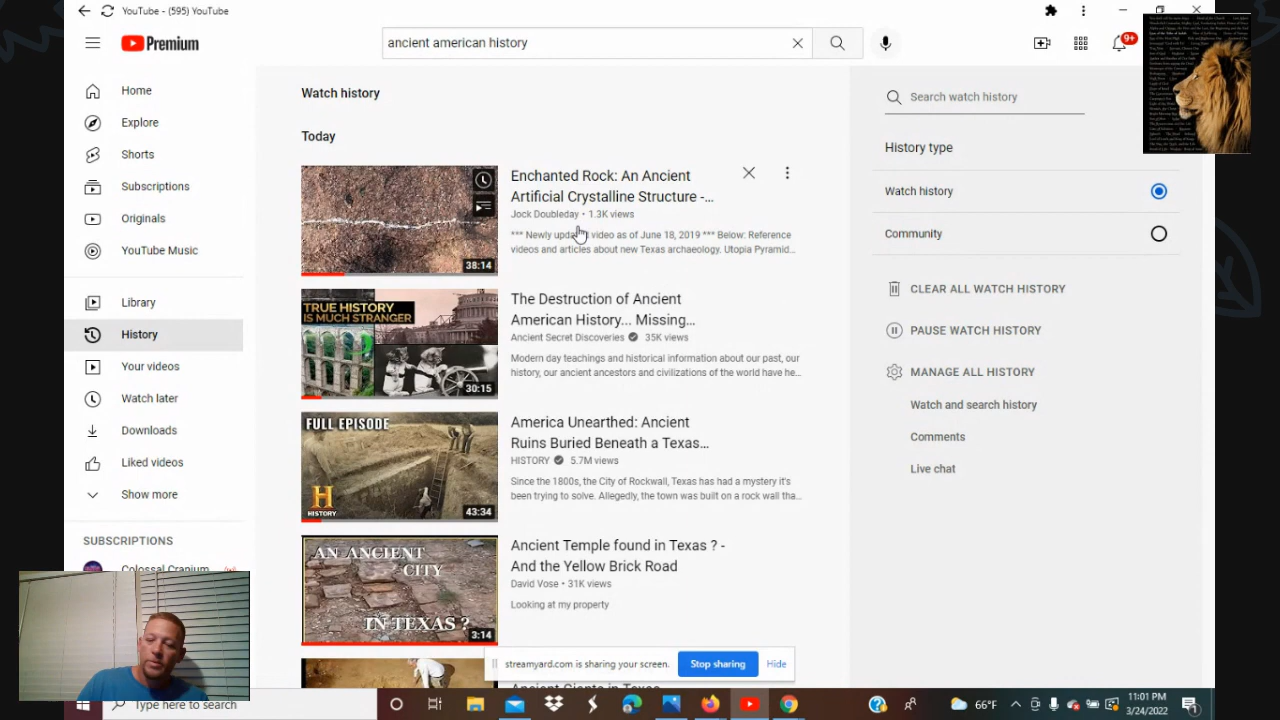 YouTube - (595) YouTube
Premium
ancient american history
9+
Home
Explore
Shorts
Subscriptions
Originals
YouTube Music
Library
History
Your videos
Watch later
Downloads
Liked videos
Show more
SUBSCRIPTIONS
Colossal Cranium
Watch history
Today
38:14
Enchanted Rock: An Ancient
Artificial Crystalline Structure -...
Jock Doubleday • 1.3K views
*** Newly updated video as of June 18, 2019 *** Below: Reference
videos and articles about new Texas archaeology. Utopia Pyramid...
TRUE HISTORY
IS MUCH STRANGER
30:15
The Destruction of Ancient
American History... Missing...
Ancient Secret Discoveries 35K views
Modern day teachings and historical information about our past, our
history, our ancient ancestors and civilizations of the world have he...
FULL EPISODE
H
HISTORY
43:34
America Unearthed: Ancient
Ruins Buried Beneath a Texas...
HISTORY 5.7M views
Since the 1800s, the City of Rockwall, Texas has had a mystery it's
been trying to solve. Allegedly, the town was built on a rock wall tha...
AN ANCIENT
CITY
IN TEXAS ?
3:14
Ancient Temple found in Texas ? -
And the Yellow Brick Road
David Vose • 31K views
Looking at my property
Search watch history
History type
Watch history
Community
CLEAR ALL WATCH HISTORY
PAUSE WATCH HISTORY
MANAGE ALL HISTORY
Watch and search history
Comments
Live chat
streamyard.com is sharing your screen.
Stop sharing
Hide
Type here to search
66°F
11:01 PM
3/24/2022